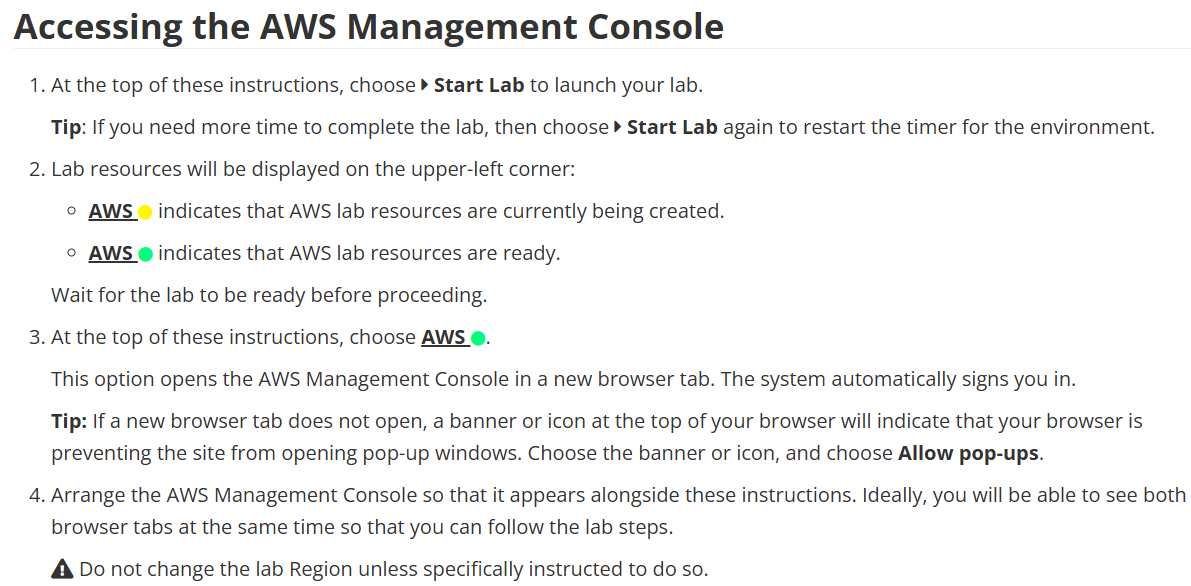 Accessing the AWS Management Console
1. At the top of these instructions, choose ▸ Start Lab to launch your lab.
Tip: If you need more time to complete the lab, then choose ▸ Start Lab again to restart the timer for the environment.
2. Lab resources will be displayed on the upper-left corner:
○ AWS 🟡 indicates that AWS lab resources are currently being created.
○ AWS 🟢 indicates that AWS lab resources are ready.
Wait for the lab to be ready before proceeding.
3. At the top of these instructions, choose AWS 🟢.
This option opens the AWS Management Console in a new browser tab. The system automatically signs you in.
Tip: If a new browser tab does not open, a banner or icon at the top of your browser will indicate that your browser is
preventing the site from opening pop-up windows. Choose the banner or icon, and choose Allow pop-ups.
4. Arrange the AWS Management Console so that it appears alongside these instructions. Ideally, you will be able to see both
browser tabs at the same time so that you can follow the lab steps.
⚠ Do not change the lab Region unless specifically instructed to do so.